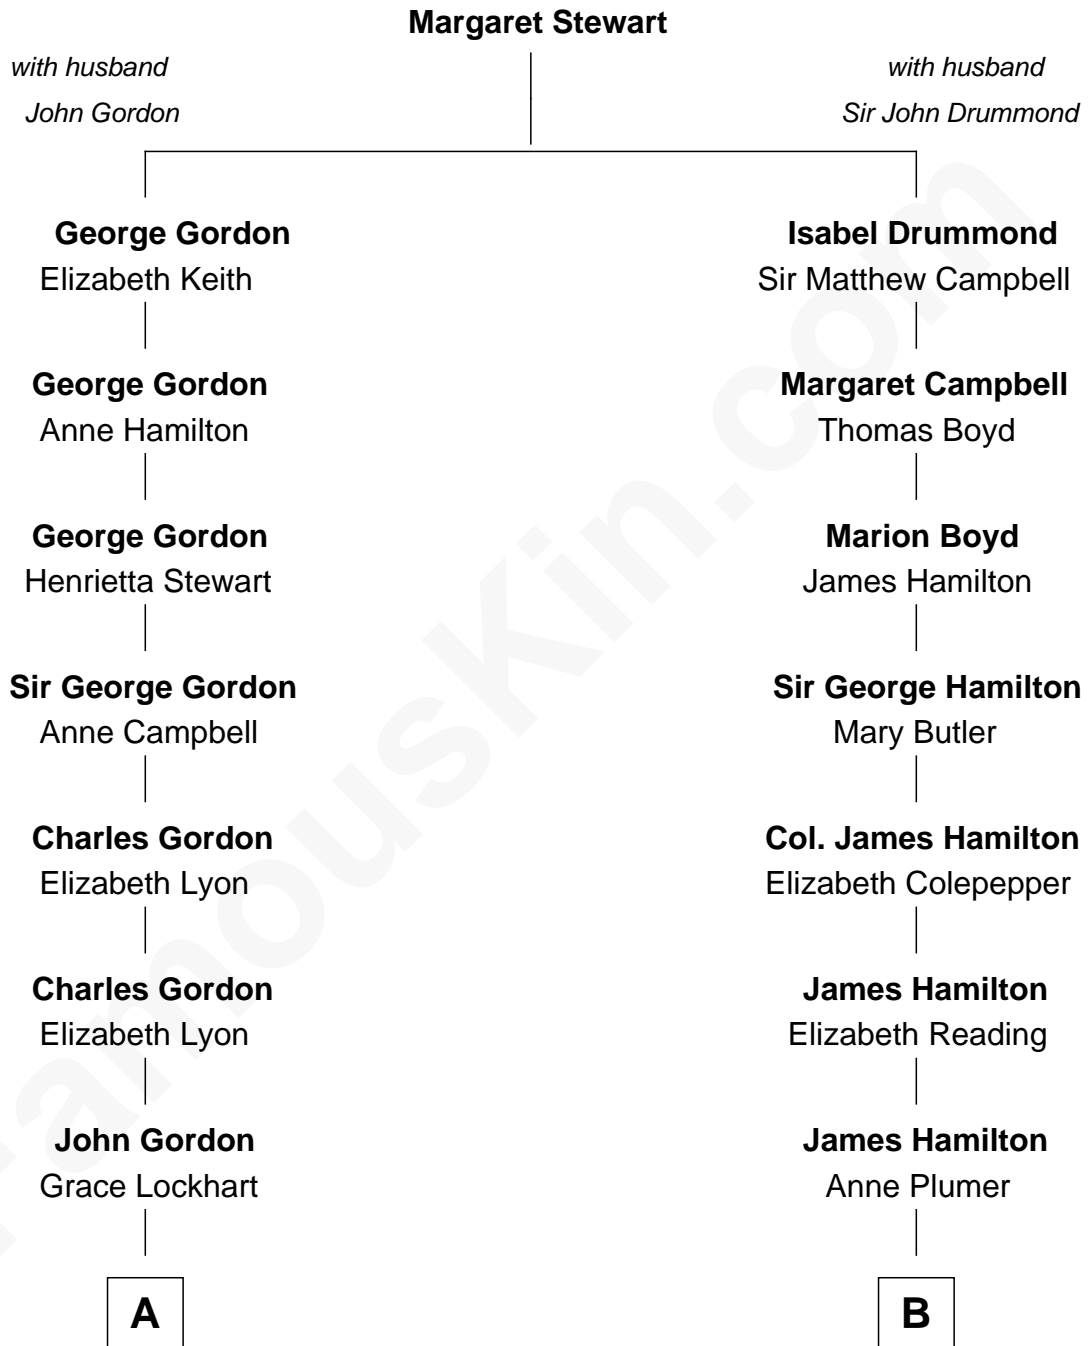 Margaret Stewart
with husband
John Gordon
with husband
Sir John Drummond
George Gordon
Elizabeth Keith
Isabel Drummond
Sir Matthew Campbell
George Gordon
Anne Hamilton
Margaret Campbell
Thomas Boyd
George Gordon
Henrietta Stewart
Marion Boyd
James Hamilton
Sir George Gordon
Anne Campbell
Sir George Hamilton
Mary Butler
Charles Gordon
Elizabeth Lyon
Col. James Hamilton
Elizabeth Colepepper
Charles Gordon
Elizabeth Lyon
James Hamilton
Elizabeth Reading
John Gordon
Grace Lockhart
James Hamilton
Anne Plumer
A
B
FamousKin.com